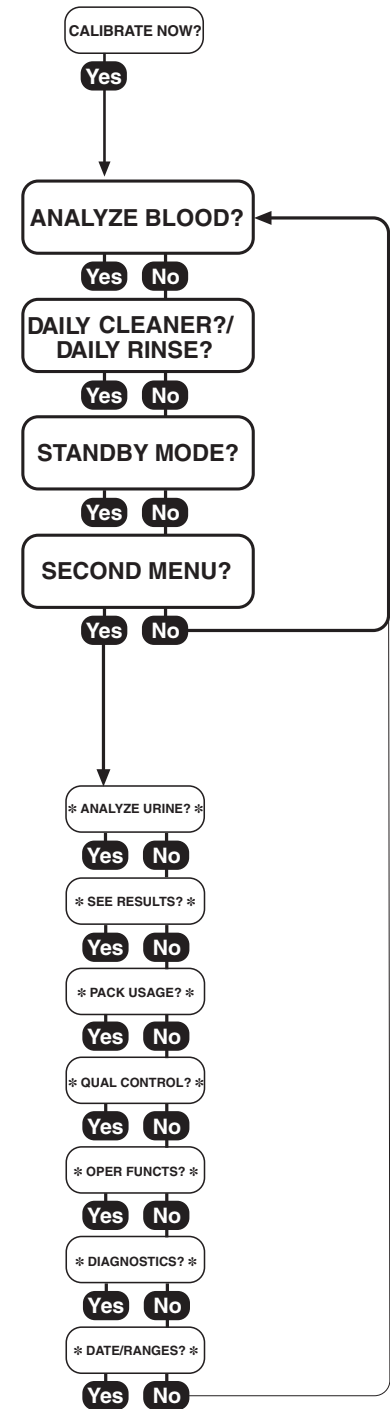 CALIBRATE NOW?
Yes
ANALYZE BLOOD?
Yes No
DAILY CLEANER?/
DAILY RINSE?
Yes No
STANDBY MODE?
Yes No
SECOND MENU?
Yes No
✽ ANALYZE URINE? ✽
Yes No
✽ SEE RESULTS? ✽
Yes No
✽ PACK USAGE? ✽
Yes No
✽ QUAL CONTROL? ✽
Yes No
✽ OPER FUNCTS? ✽
Yes No
✽ DIAGNOSTICS? ✽
Yes No
✽ DATE/RANGES? ✽
Yes No